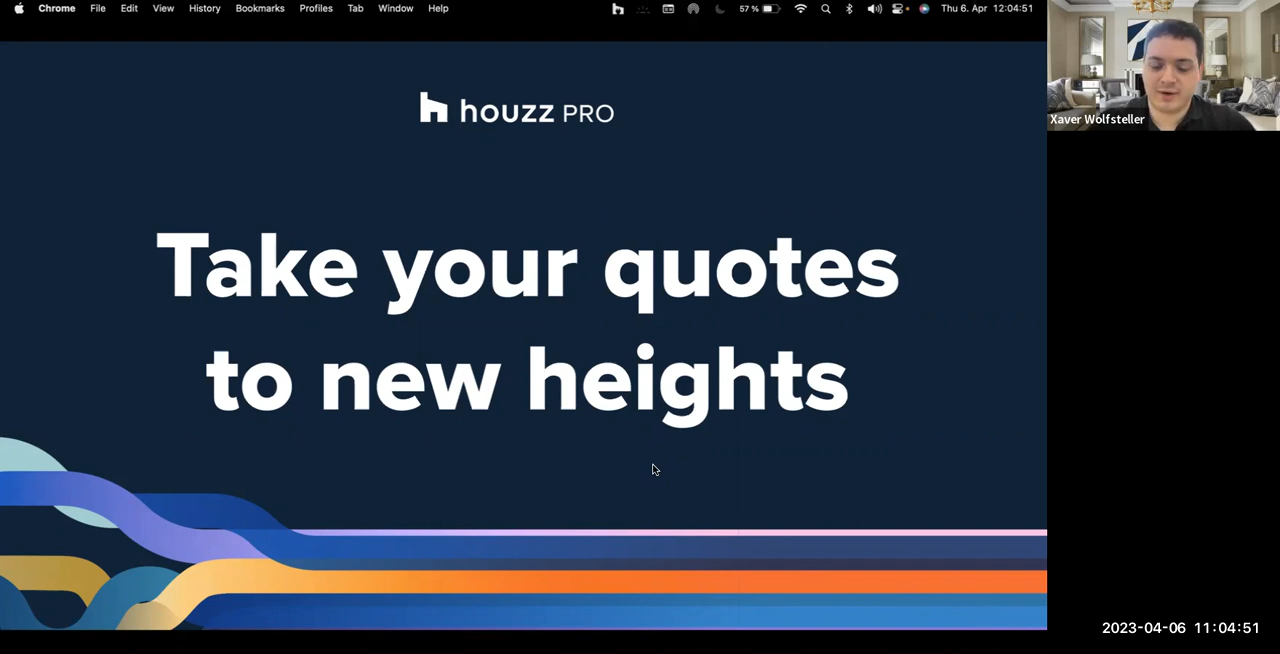 Chrome File Edit View History Bookmarks Profiles Tab Window Help 57 % Thu 6. Apr 12:04:51
Xaver Wolfsteller
houzz PRO
Take your quotes
to new heights
2023-04-06 11:04:51